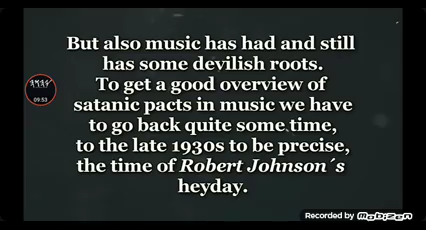 But also music has had and still
has some devilish roots.
To get a good overview of
satanic pacts in music we have
to go back quite some time,
to the late 1930s to be precise,
the time of Robert Johnson´s
heyday.
09:53
Recorded by Mobizen